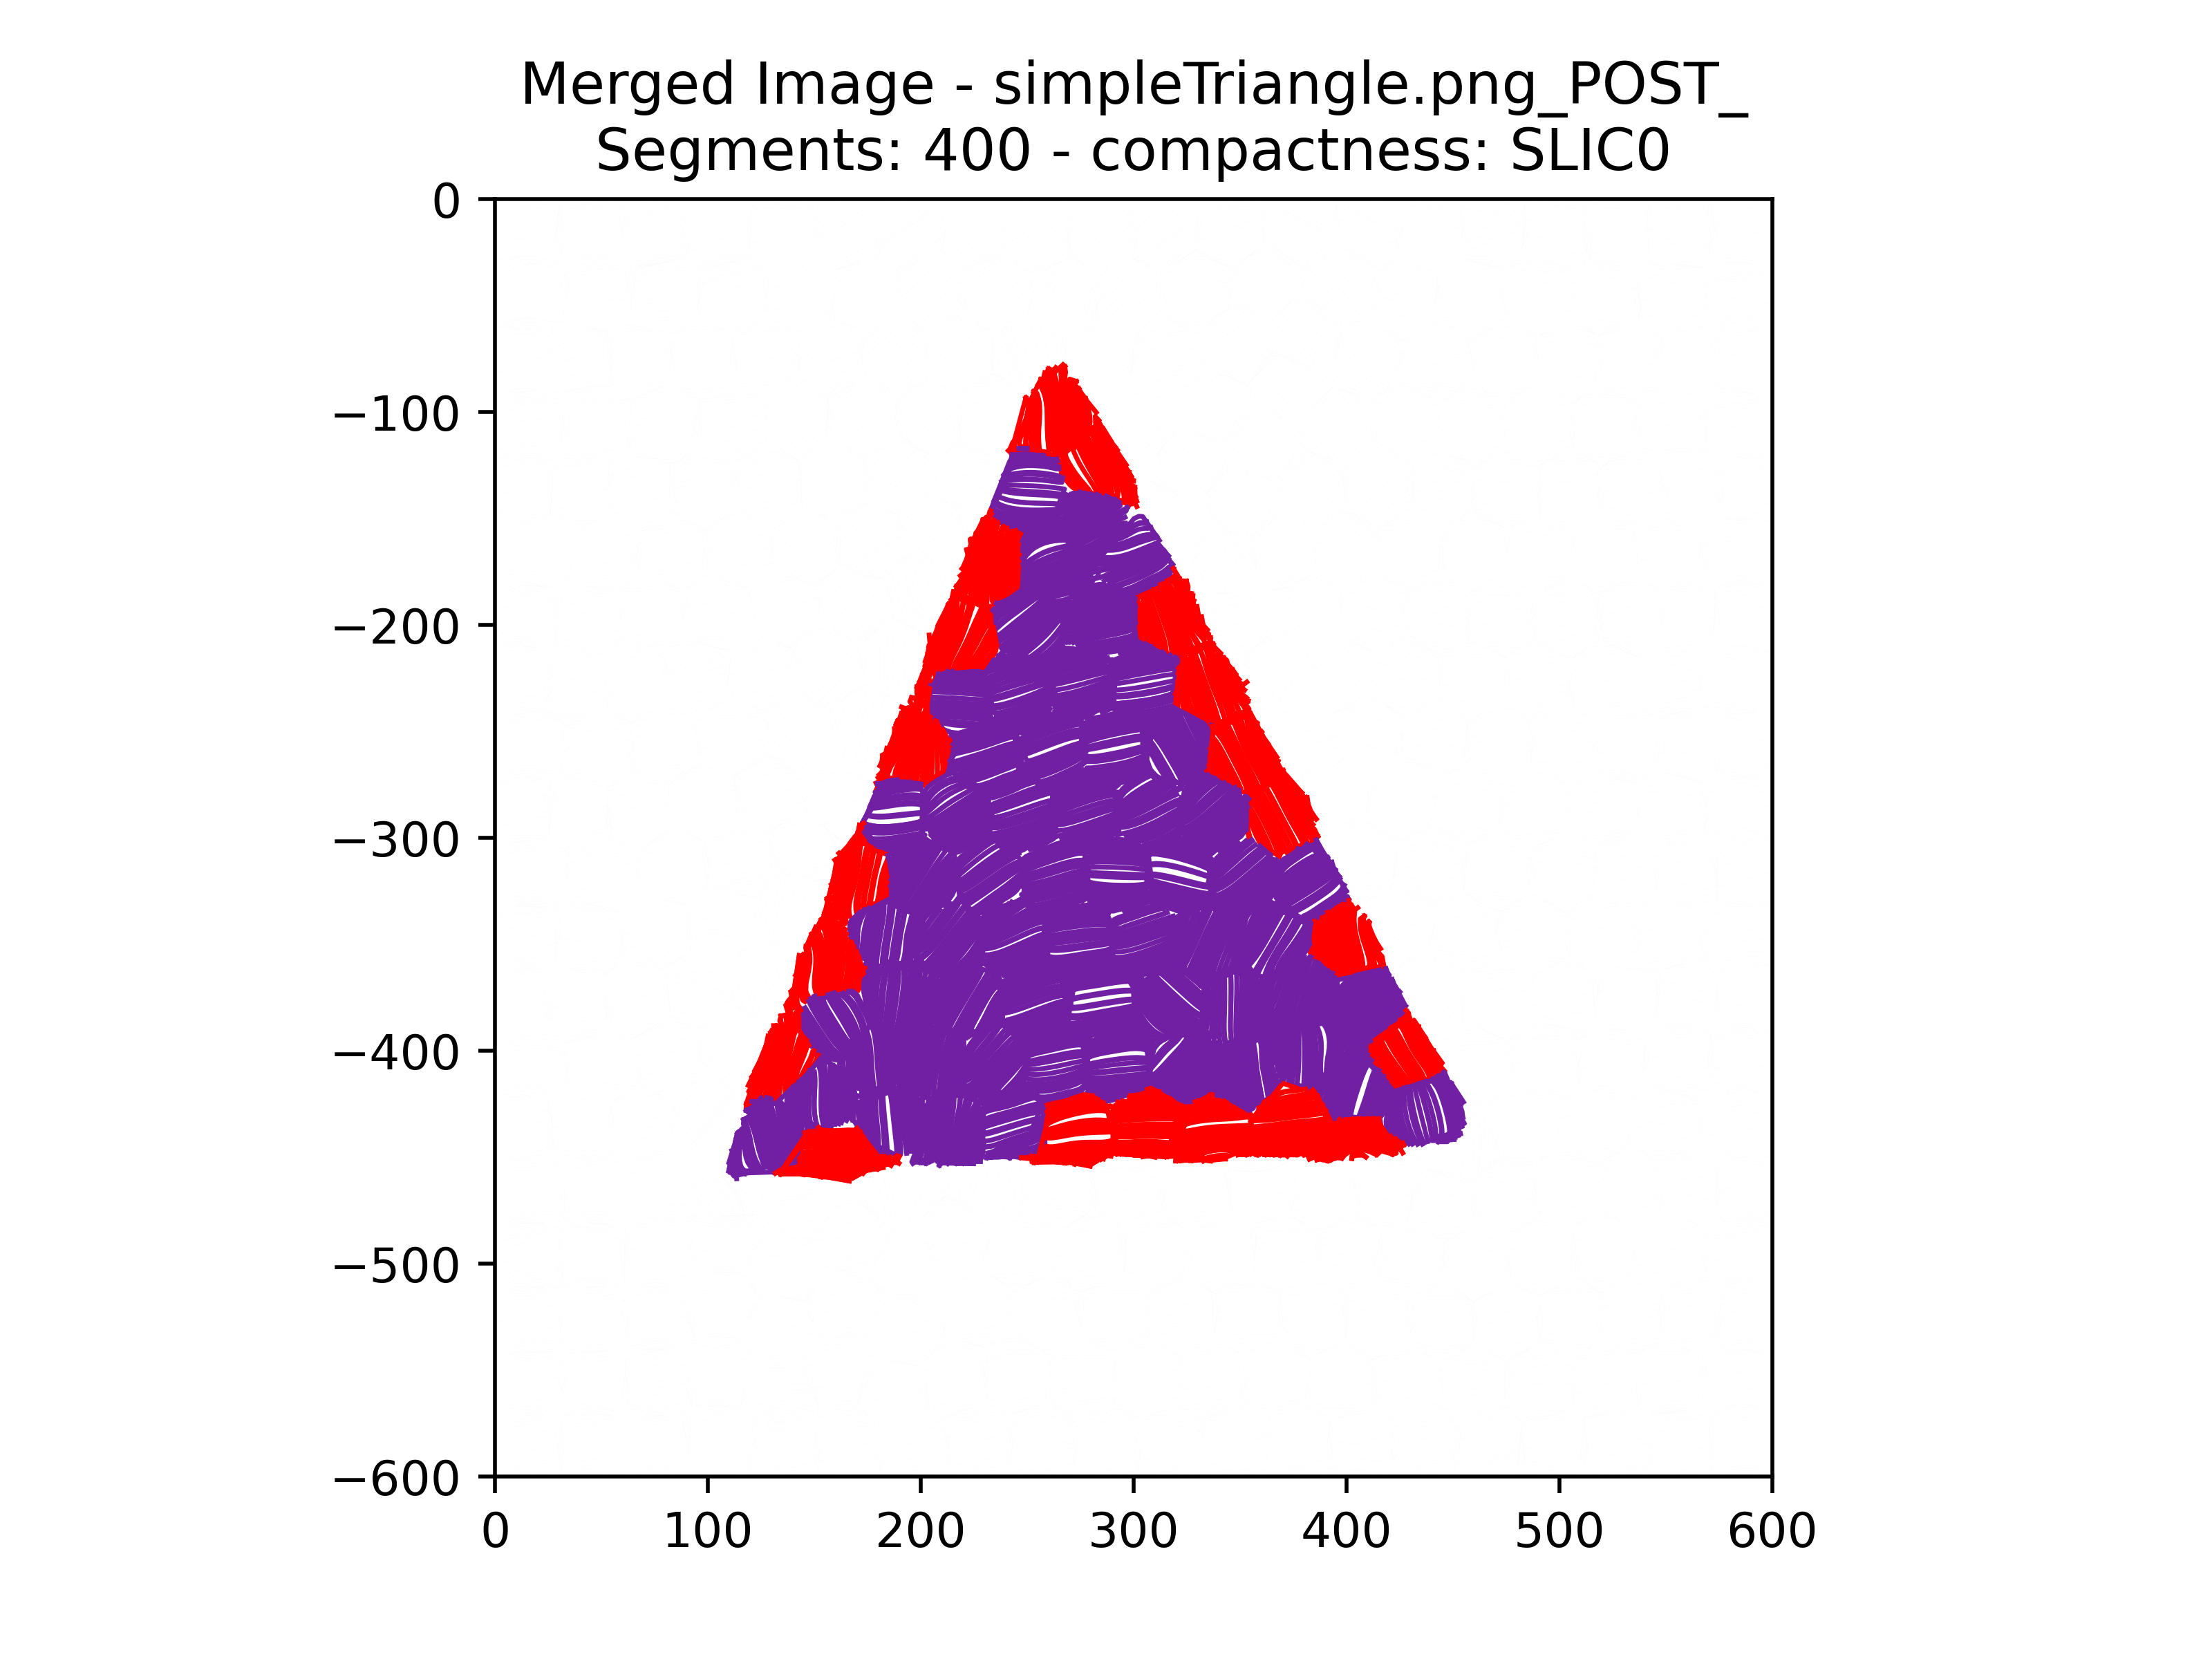 Merged Image - simpleTriangle.png_POST_
Segments: 400 - compactness: SLIC0
0
−100
−200
−300
−400
−500
−600
0 100 200 300 400 500 600